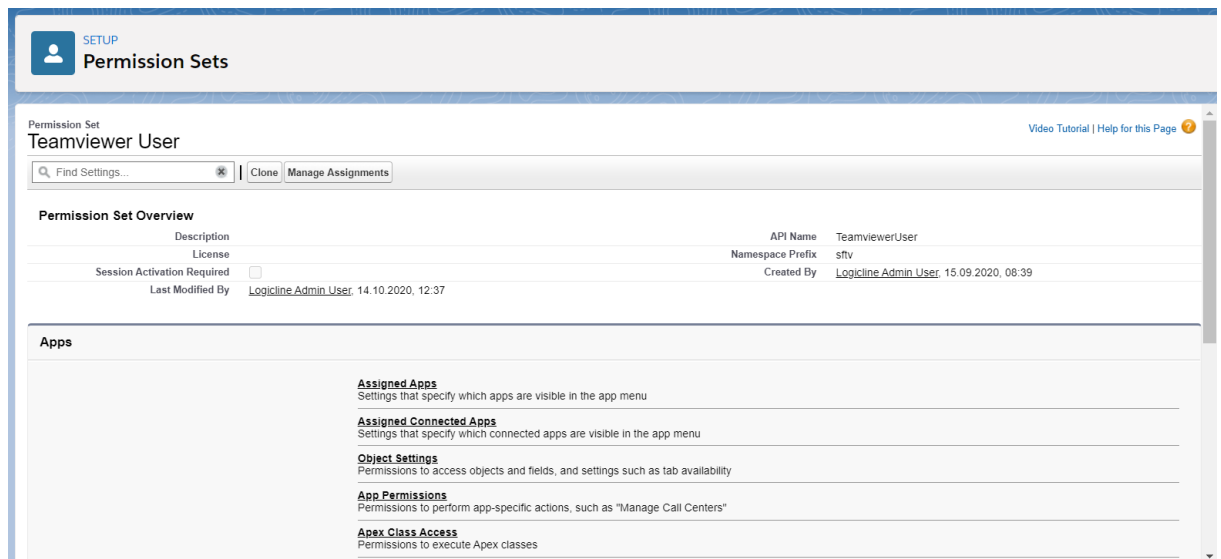 SETUP
Permission Sets
Permission Set
Teamviewer User
Video Tutorial | Help for this Page
Find Settings...
Clone
Manage Assignments
Permission Set Overview
Description
API Name TeamviewerUser
License
Namespace Prefix sftv
Session Activation Required
Created By Logicline Admin User, 15.09.2020, 08:39
Last Modified By Logicline Admin User, 14.10.2020, 12:37
Apps
Assigned Apps
Settings that specify which apps are visible in the app menu
Assigned Connected Apps
Settings that specify which connected apps are visible in the app menu
Object Settings
Permissions to access objects and fields, and settings such as tab availability
App Permissions
Permissions to perform app-specific actions, such as "Manage Call Centers"
Apex Class Access
Permissions to execute Apex classes